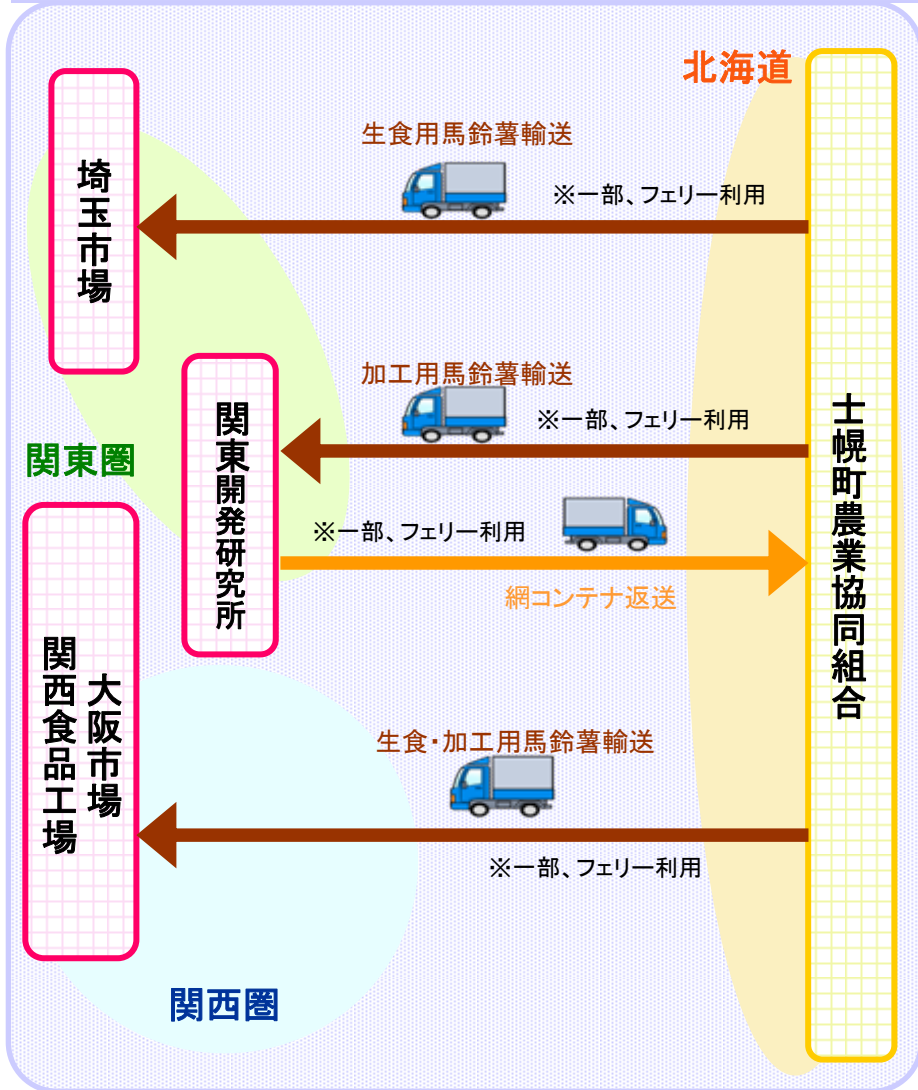 北海道
生食用馬鈴薯輸送
※一部、フェリー利用
埼玉市場
加工用馬鈴薯輸送
※一部、フェリー利用
関東開発研究所
士幌町農業協同組合
関東圏
※一部、フェリー利用
網コンテナ返送
大阪市場
関西食品工場
生食・加工用馬鈴薯輸送
※一部、フェリー利用
関西圏